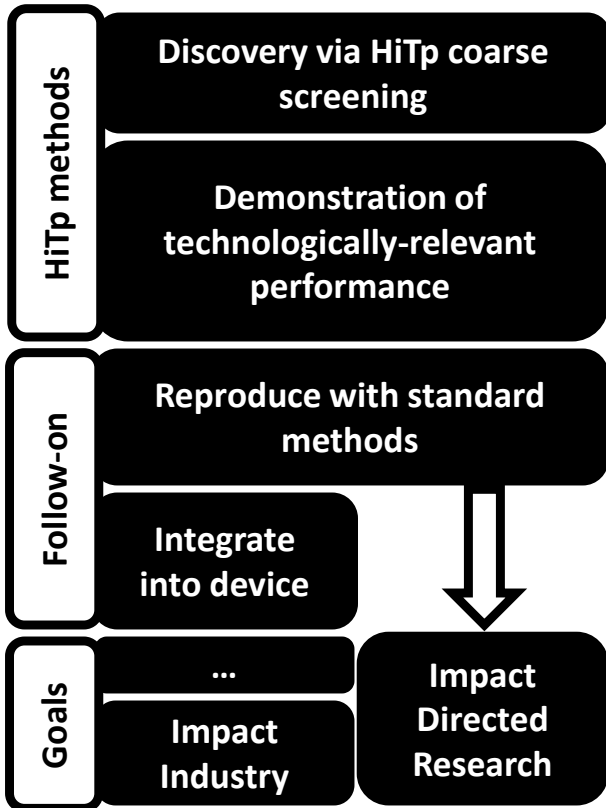 HiTp methods
Discovery via HiTp coarse
screening
Demonstration of
technologically-relevant
performance
Follow-on
Reproduce with standard
methods
Integrate
into device
Goals
...
Impact
Industry
Impact
Directed
Research